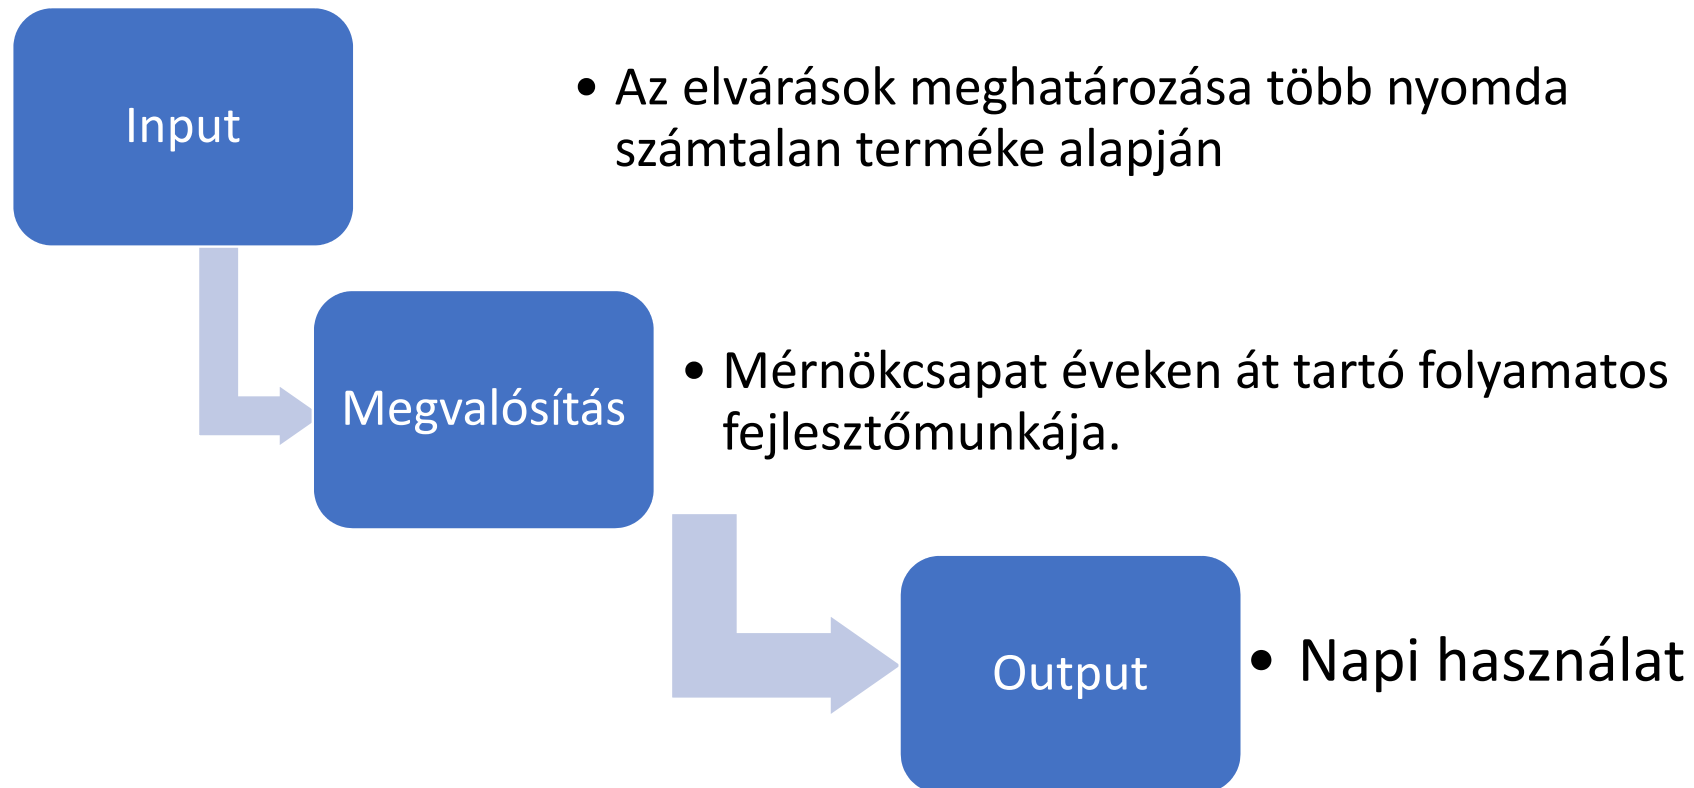 Input
• Az elvárások meghatározása több nyomda
számtalan terméke alapján
Megvalósítás
• Mérnökcsapat éveken át tartó folyamatos
fejlesztőmunkája.
Output
• Napi használat